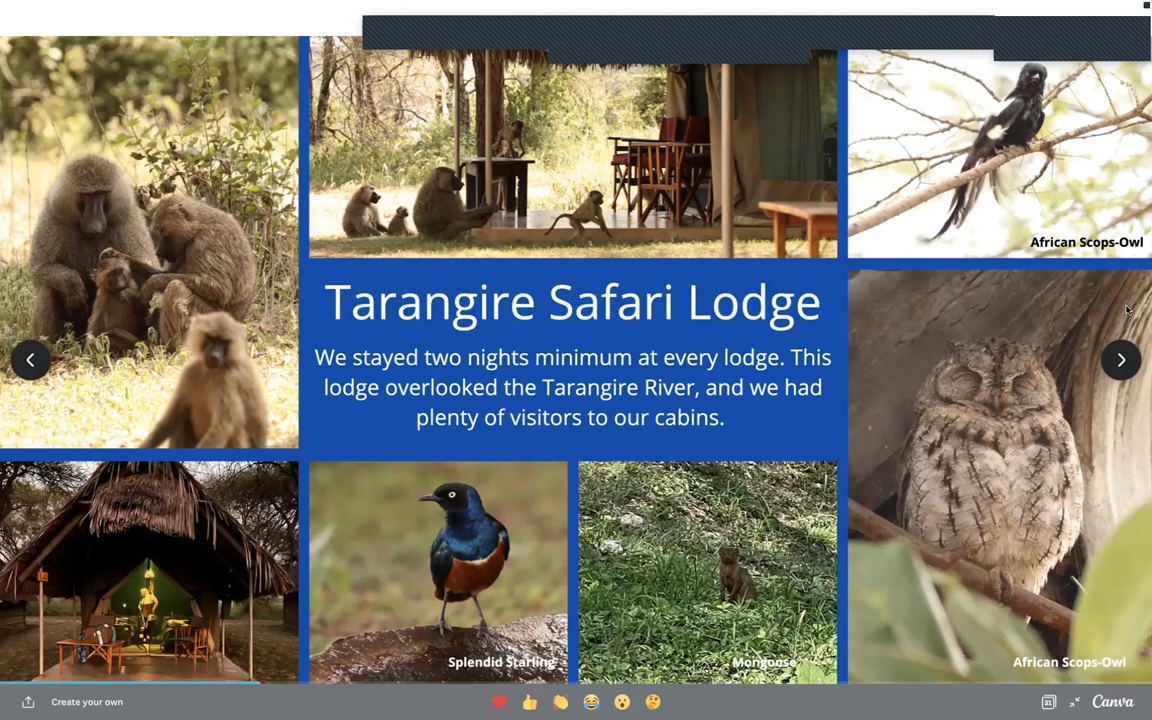 African Scops-Owl
Tarangire Safari Lodge
We stayed two nights minimum at every lodge. This
lodge overlooked the Tarangire River, and we had
plenty of visitors to our cabins.
Splendid Starling
Mongoose
African Scops-Owl
Create your own
31
Canva